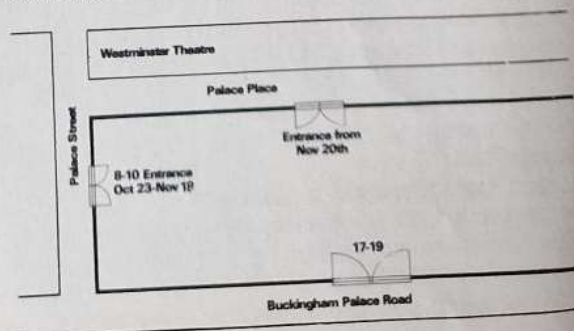 Westminster Theatre
Palace Place
Palace Street
Entrance from
Nov 20th
8-10 Entrance
Oct 23-Nov 18
17-19
Buckingham Palace Road